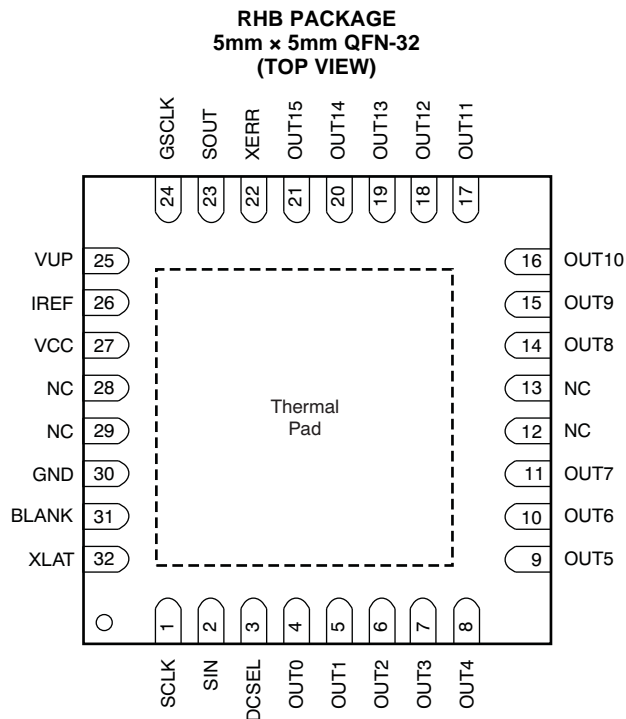 RHB PACKAGE
5mm × 5mm QFN-32
(TOP VIEW)
GSCLK
SOUT
XERR
OUT15
OUT14
OUT13
OUT12
OUT11
24
23
22
21
20
19
18
17
VUP 25
IREF 26
VCC 27
NC 28
NC 29
GND 30
BLANK 31
XLAT 32
Thermal
Pad
16 OUT10
15 OUT9
14 OUT8
13 NC
12 NC
11 OUT7
10 OUT6
9 OUT5
1
2
3
4
5
6
7
8
SCLK
SIN
DCSEL
OUT0
OUT1
OUT2
OUT3
OUT4